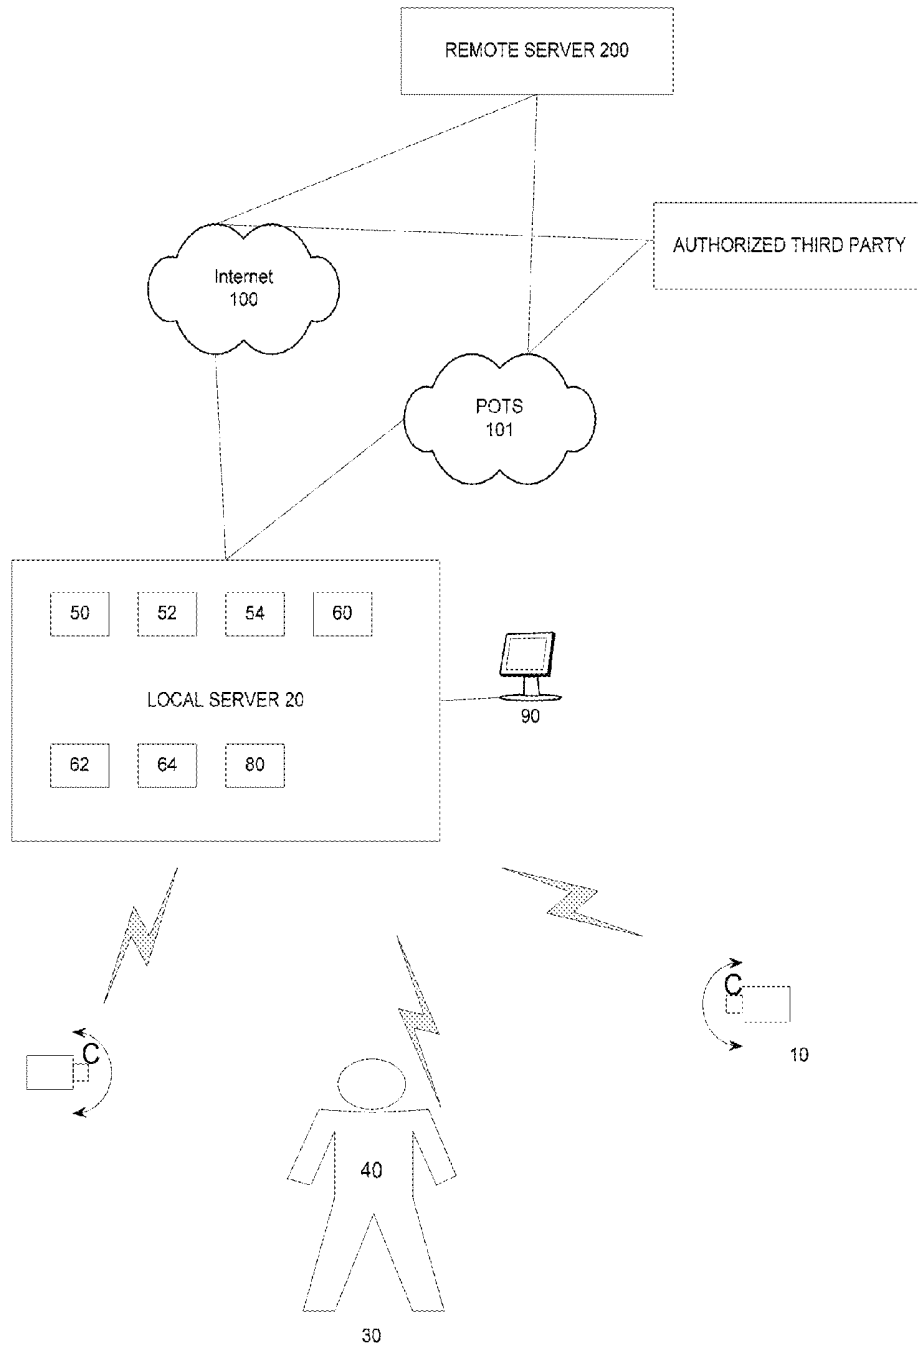 REMOTE SERVER 200
AUTHORIZED THIRD PARTY
Internet
100
POTS
101
50
52
54
60
LOCAL SERVER 20
90
62
64
80
C
10
C
40
30